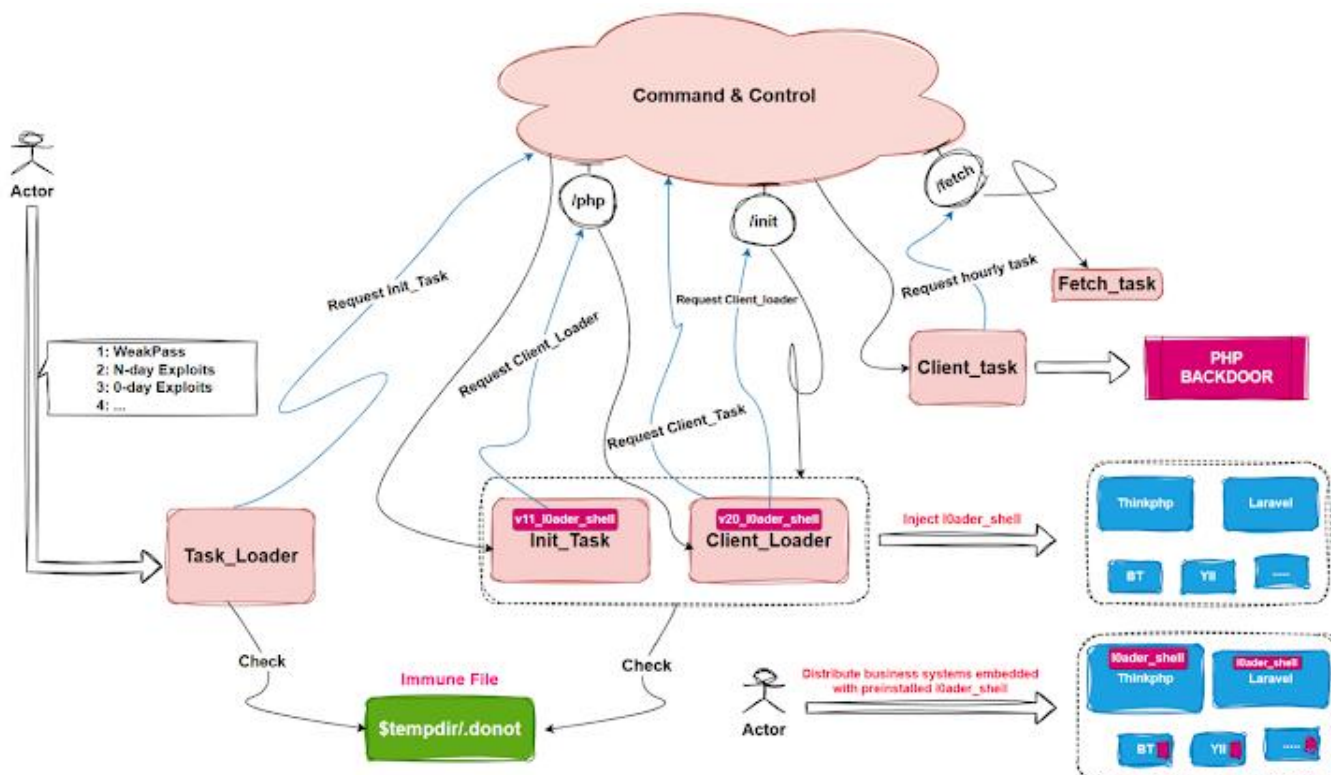 Command & Control
Actor
/php
/init
/fetch
Request Init_Task
Request Client_Loader
Request Client_loader
Request Client_Task
Request hourly task
Fetch_task
1: WeakPass
2: N-day Exploits
3: 0-day Exploits
4: ...
Client_task
PHP
BACKDOOR
Task_Loader
v11_l0ader_shell
Init_Task
v20_l0ader_shell
Client_Loader
Inject l0ader_shell
Thinkphp
Laravel
BT
YII
.....
Check
Check
Immune File
$tempdir/.donot
Actor
Distribute business systems embedded
with preinstalled l0ader_shell
l0ader_shell
Thinkphp
l0ader_shell
Laravel
BT
YII
.....